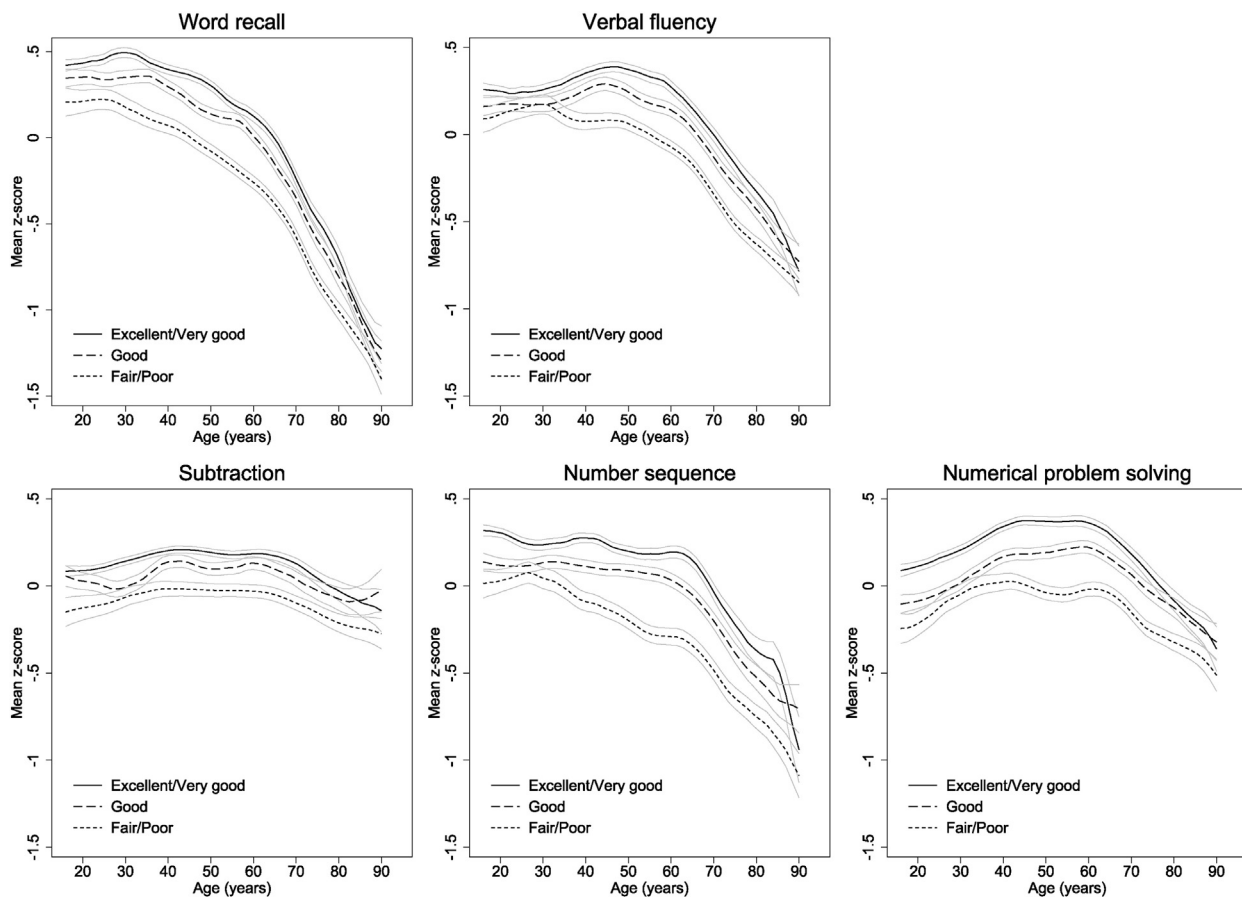 Word recall
.5
0
-.5
-1
-1.5
Mean z-score
Excellent/Very good
Good
Fair/Poor
20 30 40 50 60 70 80 90
Age (years)
Verbal fluency
.5
0
-.5
-1
-1.5
Mean z-score
Excellent/Very good
Good
Fair/Poor
20 30 40 50 60 70 80 90
Age (years)
Subtraction
.5
0
-.5
-1
-1.5
Mean z-score
Excellent/Very good
Good
Fair/Poor
20 30 40 50 60 70 80 90
Age (years)
Number sequence
.5
0
-.5
-1
-1.5
Mean z-score
Excellent/Very good
Good
Fair/Poor
20 30 40 50 60 70 80 90
Age (years)
Numerical problem solving
.5
0
-.5
-1
-1.5
Mean z-score
Excellent/Very good
Good
Fair/Poor
20 30 40 50 60 70 80 90
Age (years)